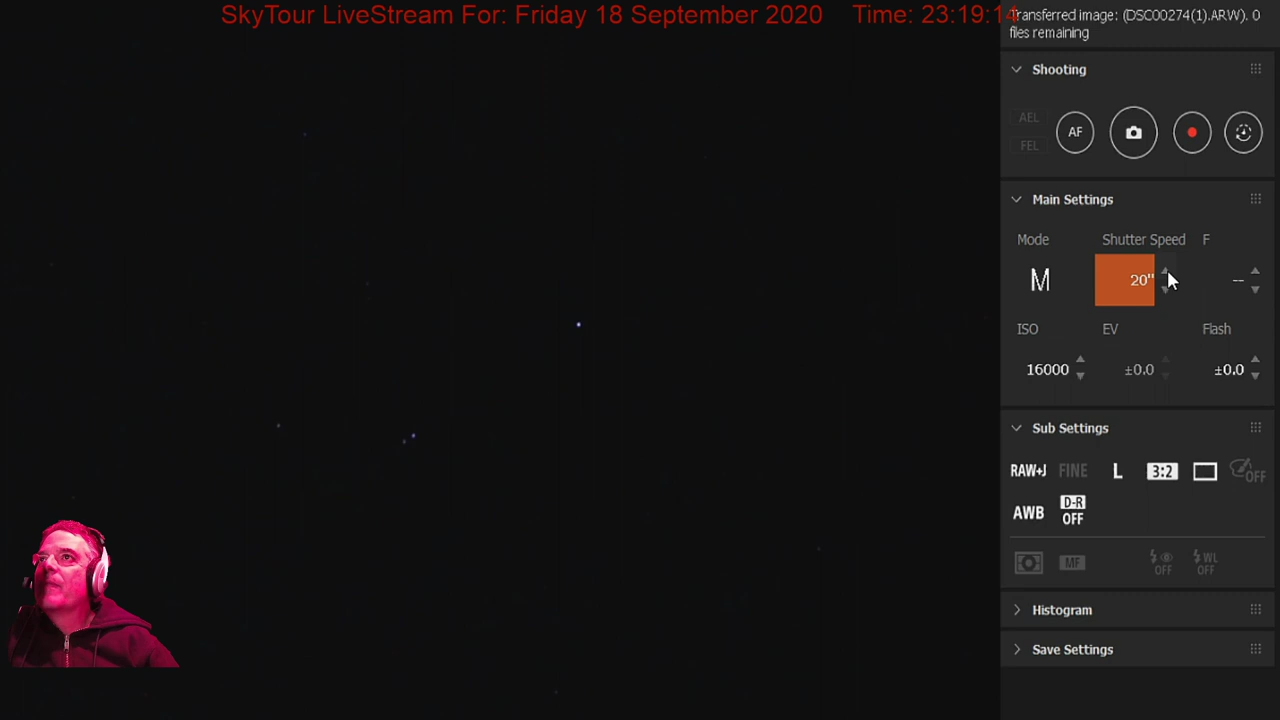 SkyTour LiveStream For: Friday 18 September 2020 Time: 23:19:14
Transferred image: (DSC00274(1).ARW). 0
files remaining
Shooting
AEL
FEL
AF
Main Settings
Mode Shutter Speed F
M 20" --
ISO EV Flash
16000 ±0.0 ±0.0
Sub Settings
RAW+J FINE L 3:2 OFF
AWB D-R OFF
MF OFF WL OFF
Histogram
Save Settings